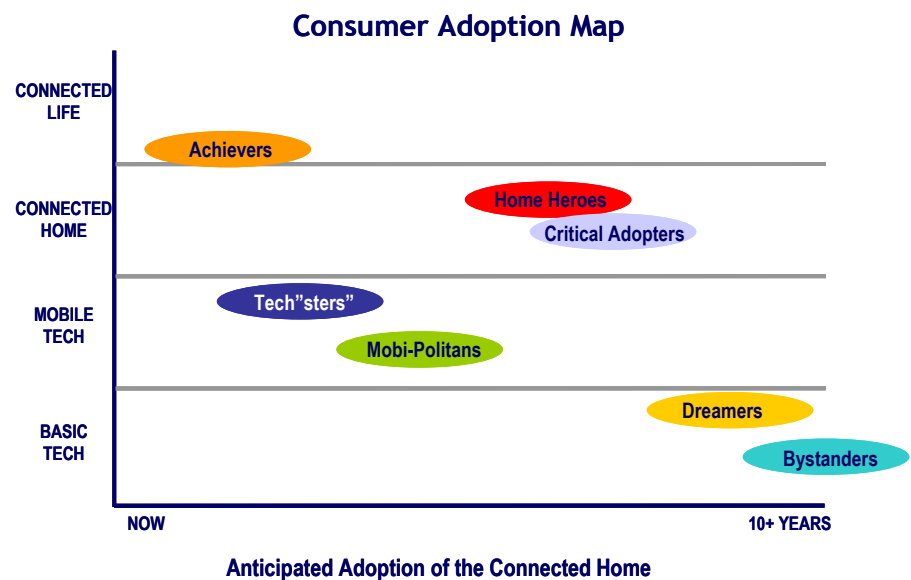 Consumer Adoption Map
CONNECTED
LIFE
Achievers
CONNECTED
HOME
Home Heroes
Critical Adopters
MOBILE
TECH
Tech”sters”
Mobi-Politans
BASIC
TECH
Dreamers
Bystanders
NOW
10+ YEARS
Anticipated Adoption of the Connected Home